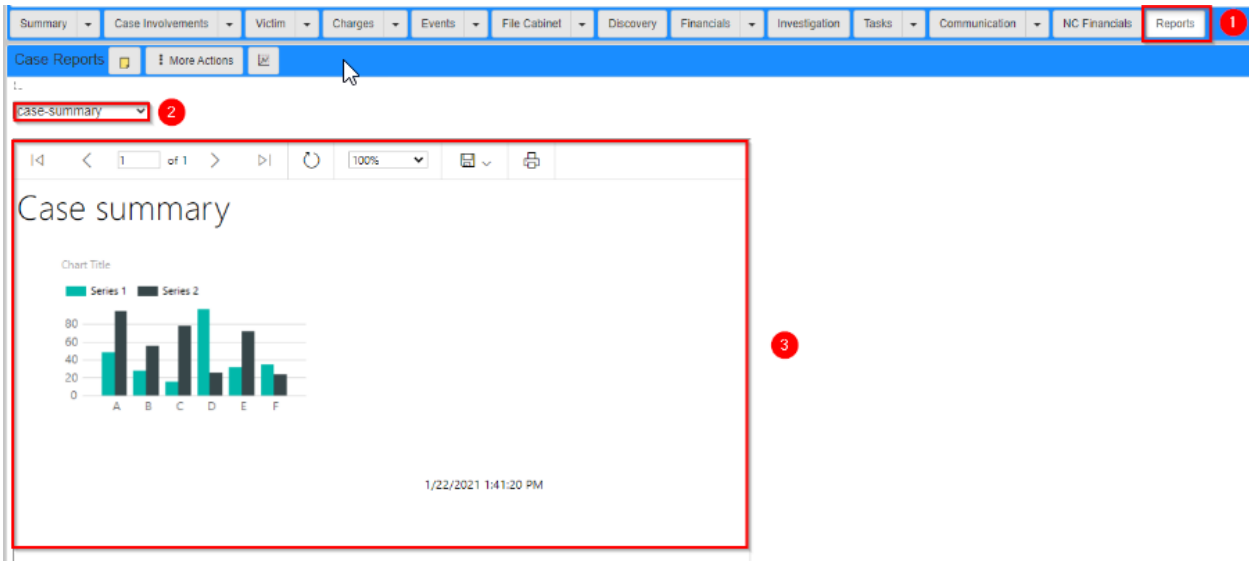 Summary Case Involvements Victim Charges Events File Cabinet Discovery Financials Investigation Tasks Communication NC Financials Reports 1
Case Reports More Actions
case-summary 2
1 of 1 100%
Case summary
Chart Title
Series 1 Series 2
80
60
40
20
0
A B C D E F
3
1/22/2021 1:41:20 PM